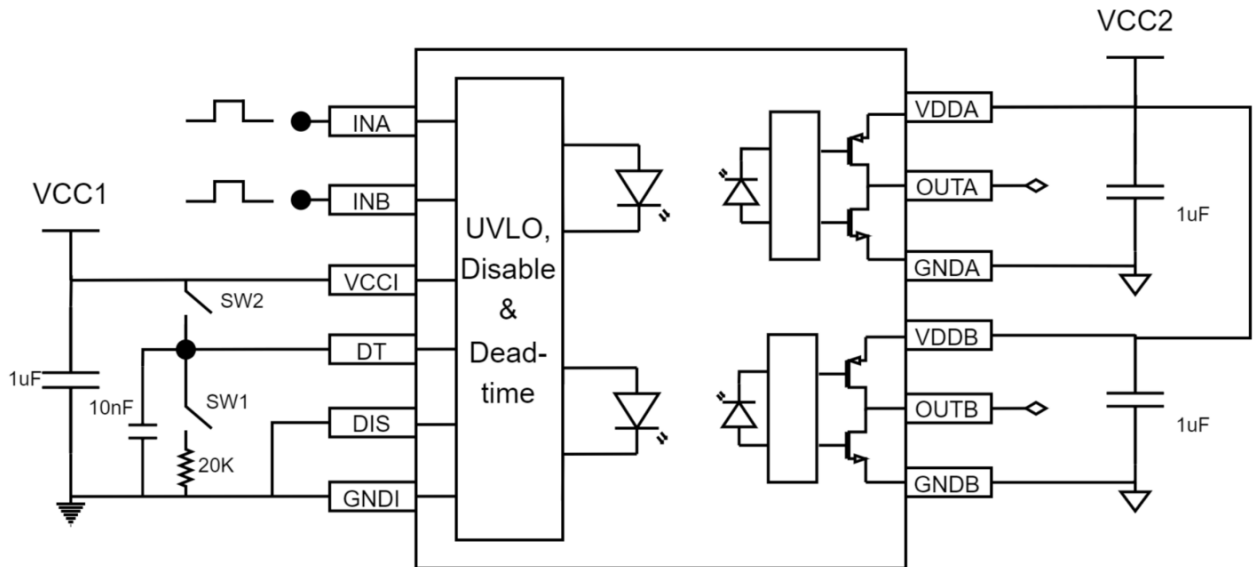 VCC2
VDDA
INA
OUTA
VCC1
INB
1uF
UVLO,
Disable
&
Dead-
time
GNDA
VCCI
SW2
VDDB
DT
1uF
SW1
10nF
OUTB
DIS
1uF
20K
GNDB
GNDI